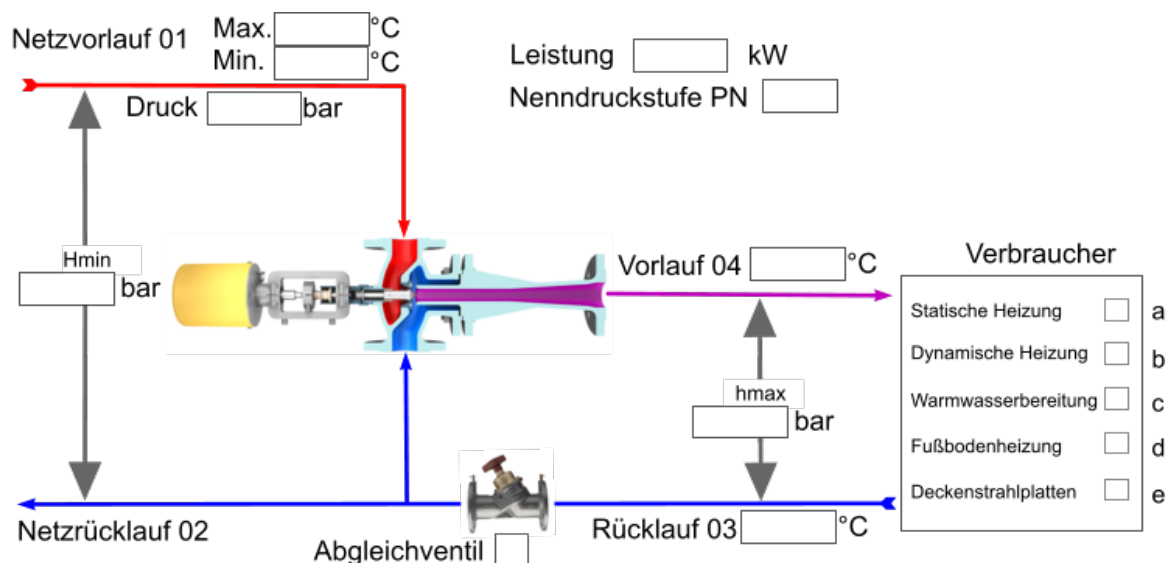 Netzvorlauf 01
Max. °C
Min. °C
Druck bar
Leistung kW
Nenndruckstufe PN
Hmin
bar
Vorlauf 04 °C
hmax
bar
Verbraucher
Statische Heizung a
Dynamische Heizung b
Warmwasserbereitung c
Fußbodenheizung d
Deckenstrahlplatten e
Netzrücklauf 02
Abgleichventil
Rücklauf 03 °C